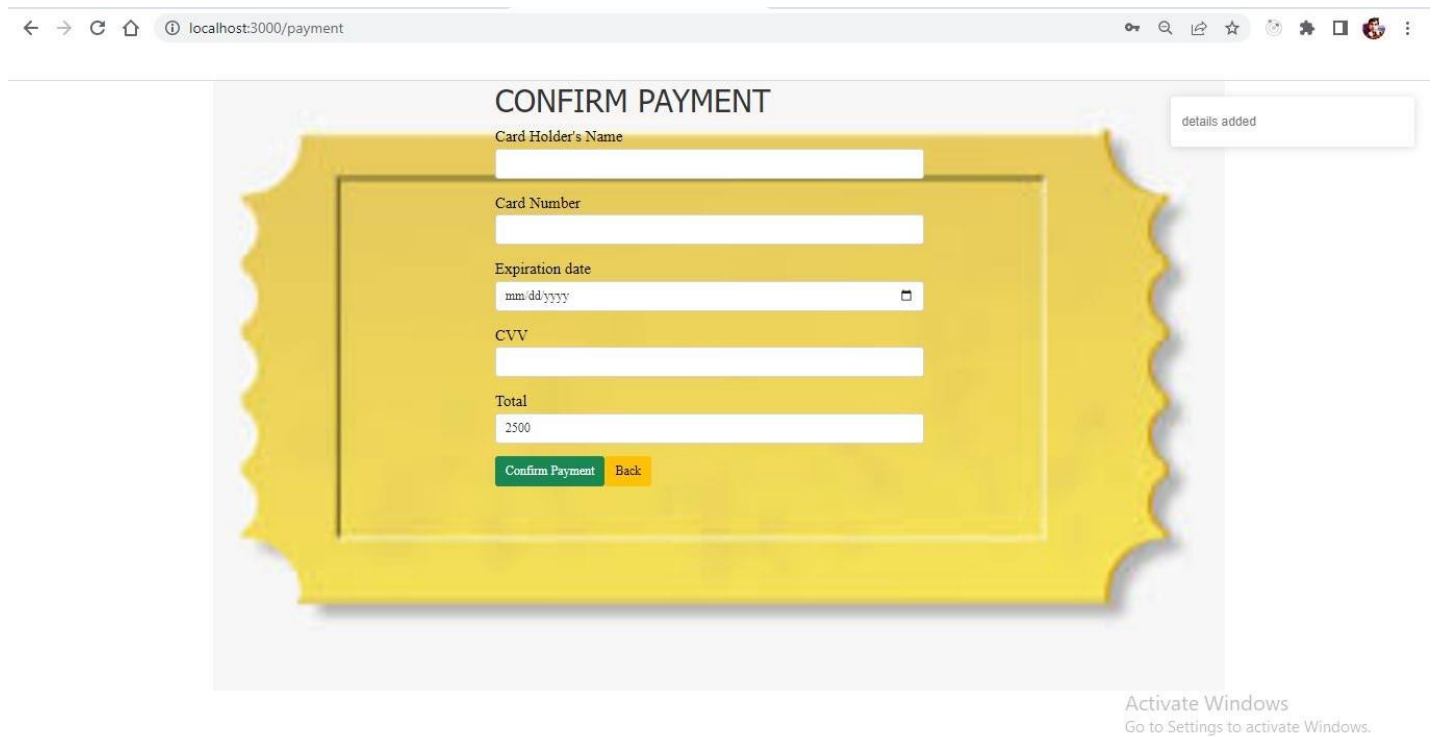 localhost:3000/payment
CONFIRM PAYMENT
details added
Card Holder's Name
Card Number
Expiration date
mm/dd/yyyy
CVV
Total
2500
Confirm Payment Back
Activate Windows
Go to Settings to activate Windows.